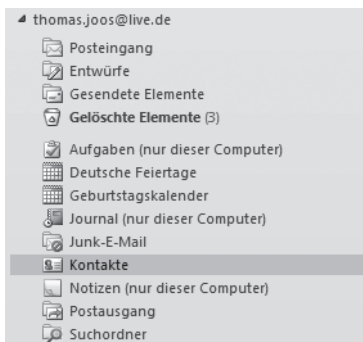 thomas.joos@live.de
Posteingang
Entwürfe
Gesendete Elemente
Gelöschte Elemente (3)
Aufgaben (nur dieser Computer)
Deutsche Feiertage
Geburtstagskalender
Journal (nur dieser Computer)
Junk-E-Mail
Kontakte
Notizen (nur dieser Computer)
Postausgang
Suchordner